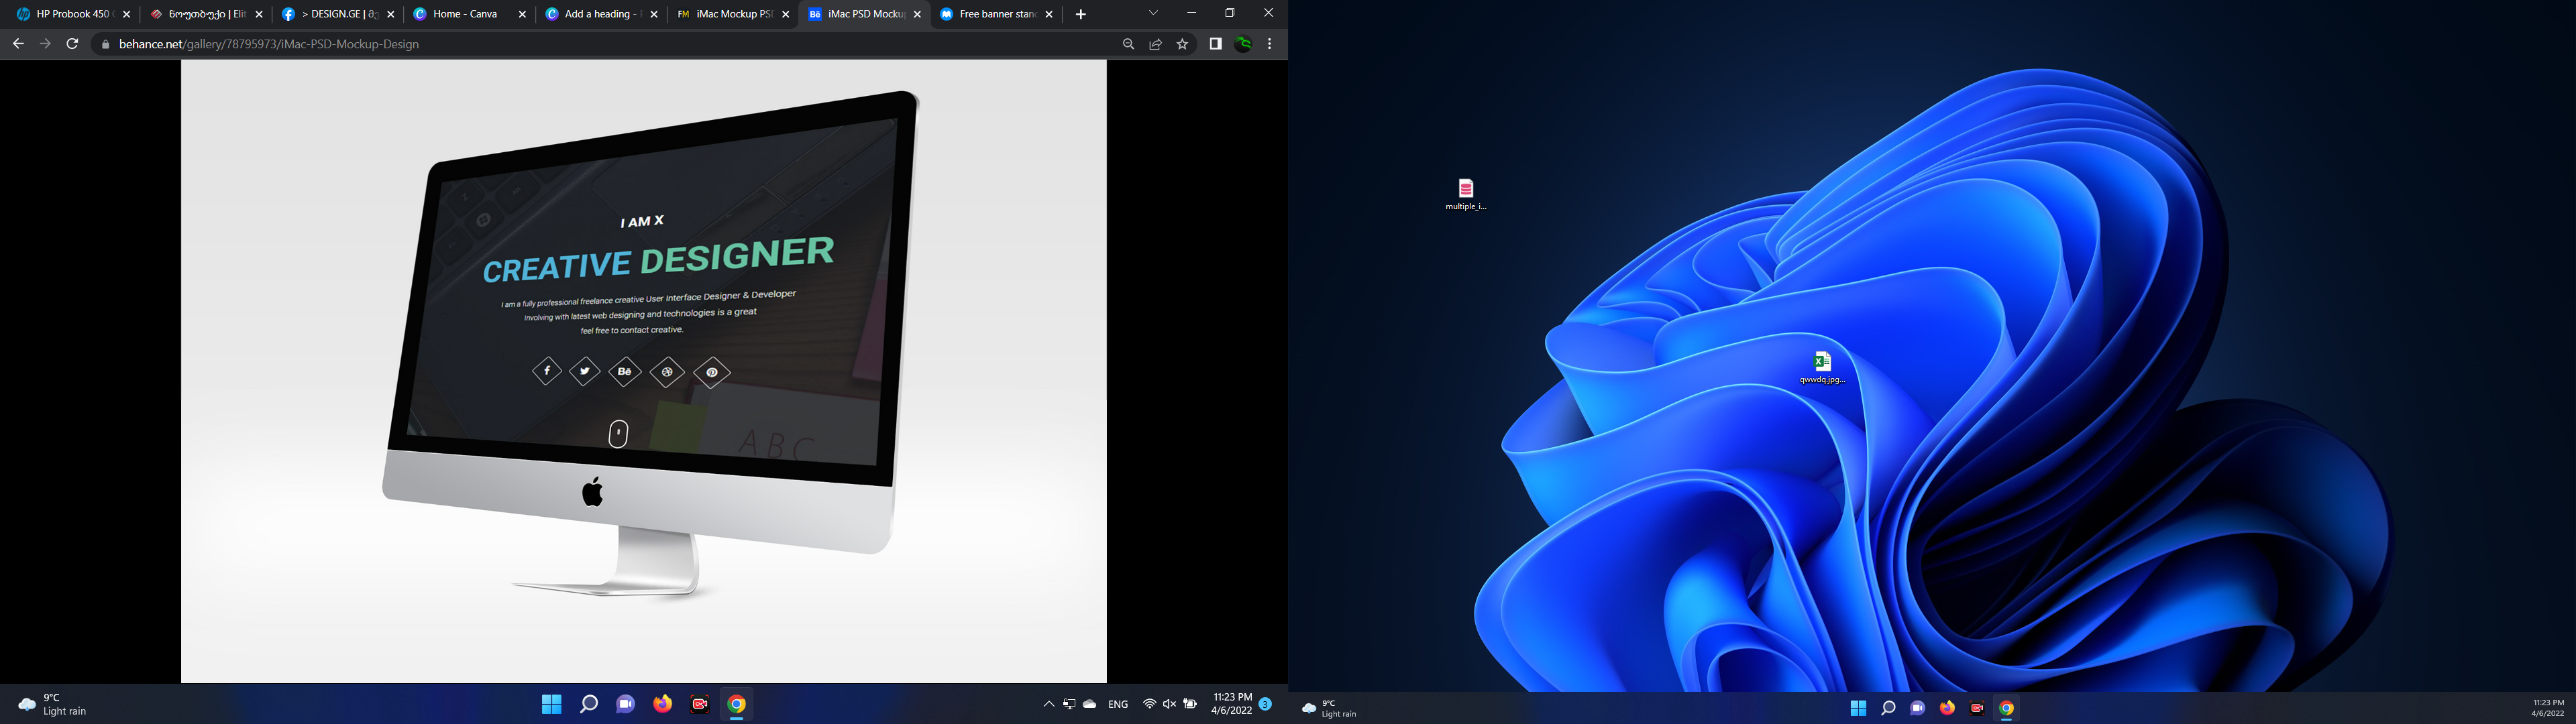 HP Probook 450
ნოუთბუქი | Elit
> DESIGN.GE |
Home - Canva
Add a heading -
FM iMac Mockup PSD
Bē iMac PSD Mockup
Free banner stand
behance.net/gallery/78795973/iMac-PSD-Mockup-Design
I AM X
CREATIVE DESIGNER
I am a fully professional freelance creative User Interface Designer & Developer
Involving with latest web designing and technologies is a great
feel free to contact creative.
Bē
ABC
multiple_i...
qwwdq.jpg...
9°C
Light rain
ENG
11:23 PM
4/6/2022
3
9°C
Light rain
11:23 PM
4/6/2022